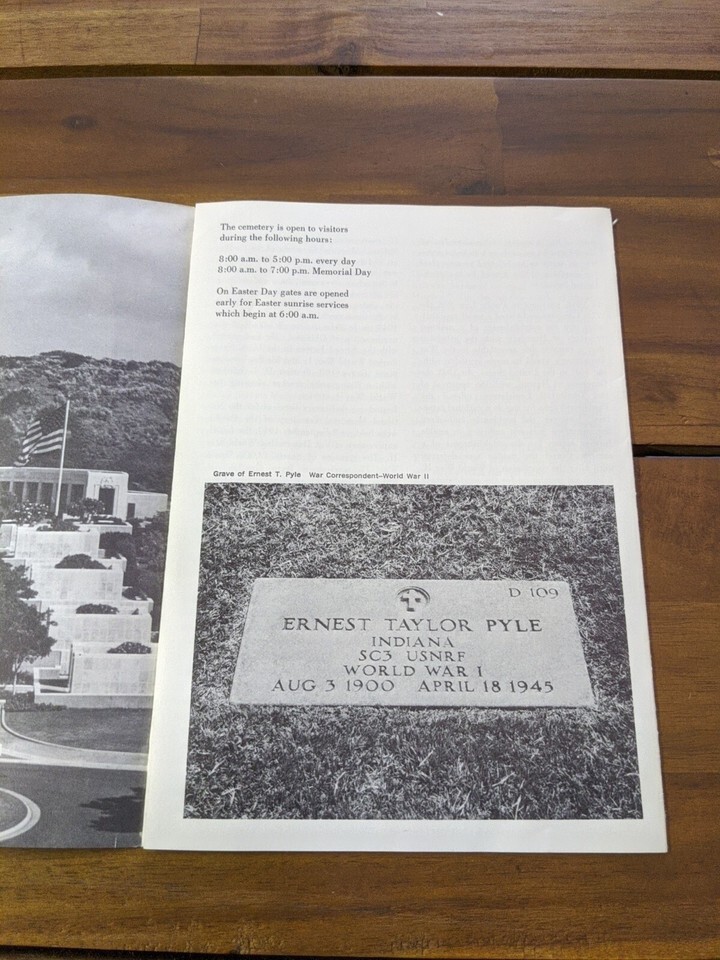 The cemetery is open to visitors
during the following hours:
8:00 a.m. to 5:00 p.m. every day
8:00 a.m. to 7:00 p.m. Memorial Day
On Easter Day gates are opened
early for Easter sunrise services
which begin at 6:00 a.m.
Grave of Ernest T. Pyle War Correspondent–World War II
D 109
ERNEST TAYLOR PYLE
INDIANA
SC3 USNRF
WORLD WAR I
AUG 3 1900 APRIL 18 1945